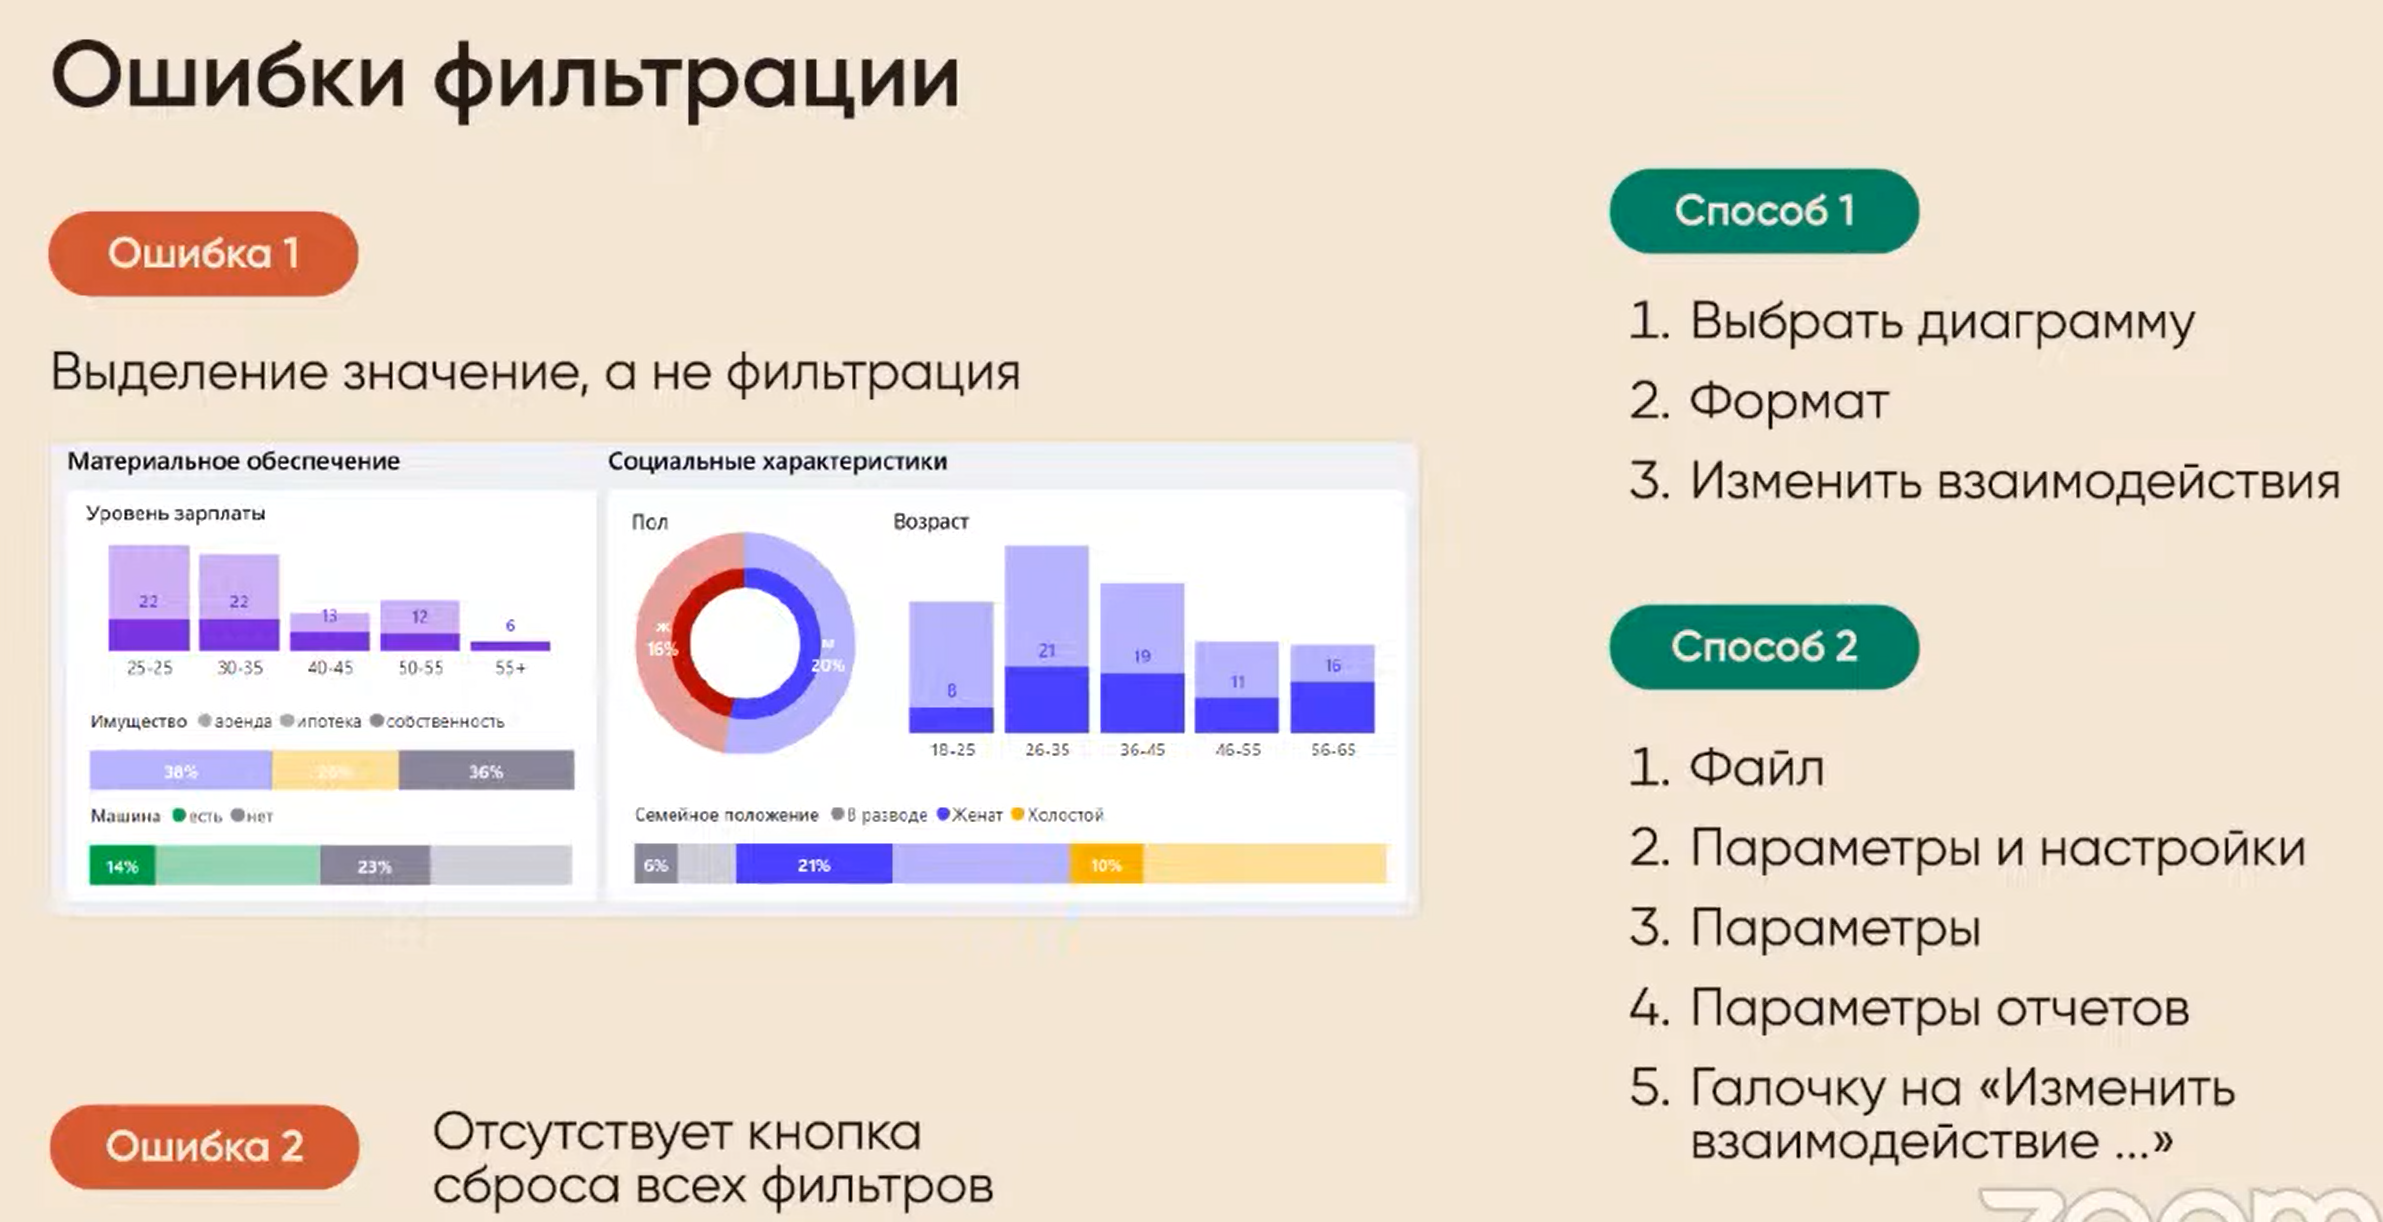 Ошибки фильтрации
Ошибка 1
Выделение значение, а не фильтрация
Материальное обеспечение
Уровень зарплаты
22
22
13
12
6
25-25
30-35
40-45
50-55
55+
Имущество аренда ипотека собственность
38%
36%
Машина есть нет
14%
23%
Социальные характеристики
Пол
ж
16%
м
20%
Возраст
8
21
19
11
16
18-25
26-35
36-45
46-55
56-65
Семейное положение В разводе Женат Холостой
6%
21%
10%
Ошибка 2
Отсутствует кнопка
сброса всех фильтров
Способ 1
1. Выбрать диаграмму
2. Формат
3. Изменить взаимодействия
Способ 2
1. Файл
2. Параметры и настройки
3. Параметры
4. Параметры отчетов
5. Галочку на «Изменить
взаимодействие ...»
zoom